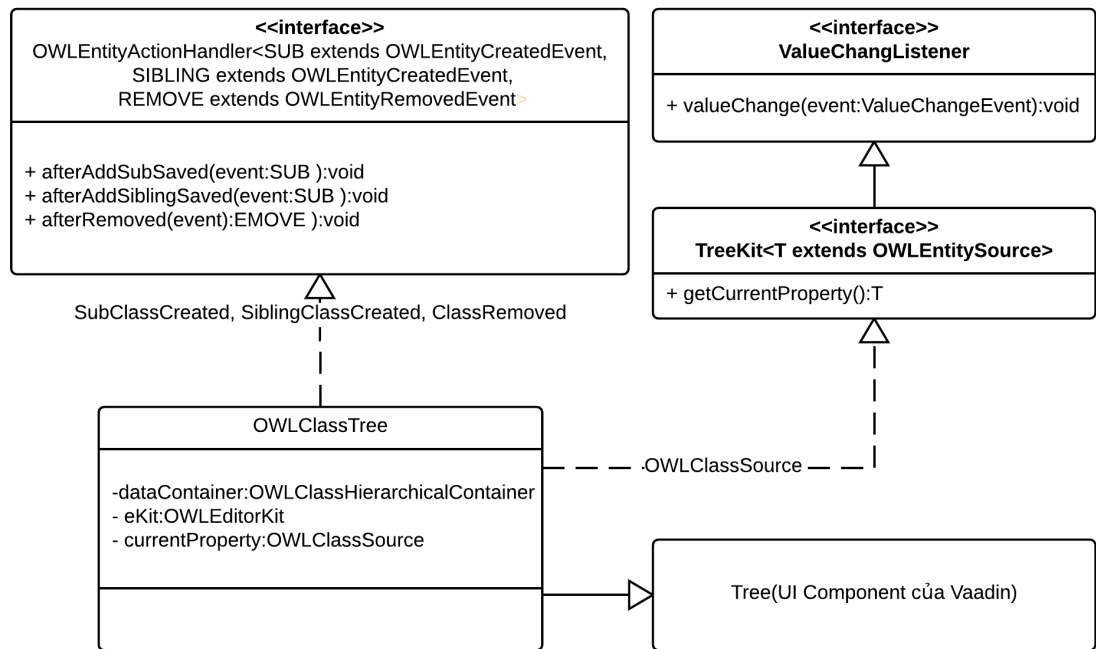 <<interface>>
OWLEntityActionHandler<SUB extends OWLEntityCreatedEvent,
SIBLING extends OWLEntityCreatedEvent,
REMOVE extends OWLEntityRemovedEvent>
+ afterAddSubSaved(event:SUB ):void
+ afterAddSiblingSaved(event:SUB ):void
+ afterRemoved(event):EMOVE ):void
<<interface>>
ValueChangListener
+ valueChange(event:ValueChangeEvent):void
<<interface>>
TreeKit<T extends OWLEntitySource>
+ getCurrentProperty():T
SubClassCreated, SiblingClassCreated, ClassRemoved
OWLClassTree
-dataContainer:OWLClassHierarchicalContainer
- eKit:OWLEditorKit
- currentProperty:OWLClassSource
OWLClassSource
Tree(UI Component của Vaadin)